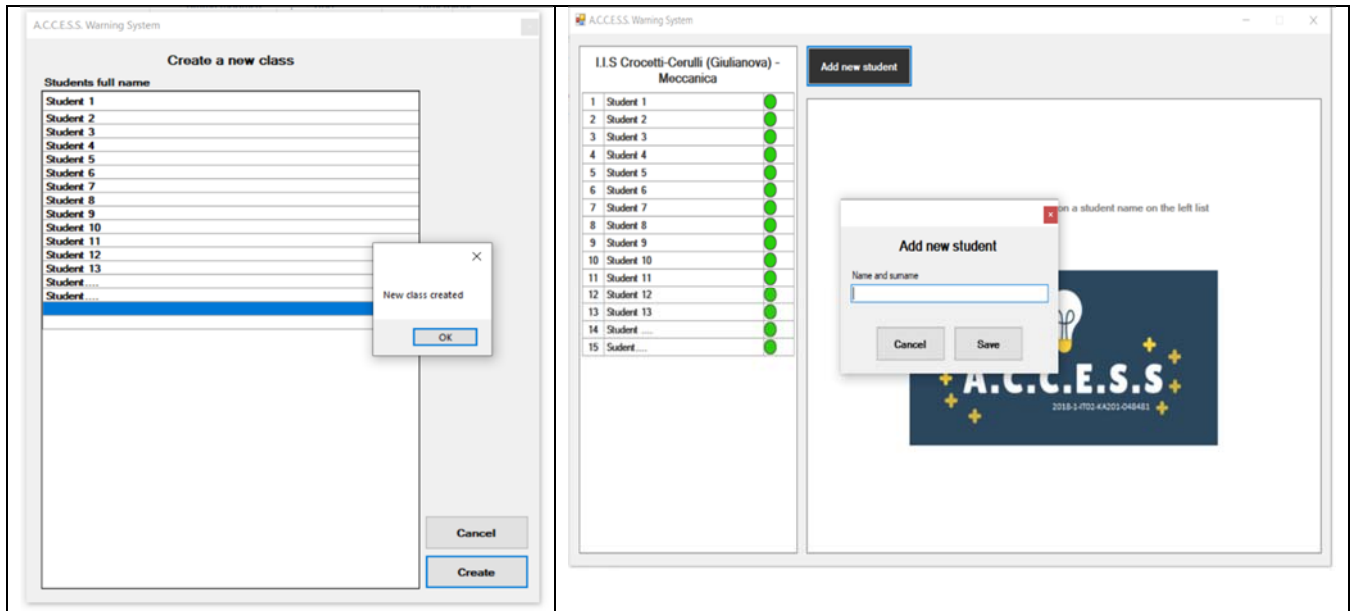 A.C.C.E.S.S. Warning System
Create a new class
Students full name
Student 1
Student 2
Student 3
Student 4
Student 5
Student 6
Student 7
Student 8
Student 9
Student 10
Student 11
Student 12
Student 13
Student....
Student....
New class created
OK
Cancel
Create
A.C.C.E.S.S. Warning System
I.I.S Crocetti-Cerulli (Giulianova) -
Meccanica
Add new student
1 Student 1
2 Student 2
3 Student 3
4 Student 4
5 Student 5
6 Student 6
7 Student 7
8 Student 8
9 Student 9
10 Student 10
11 Student 11
12 Student 12
13 Student 13
14 Student ....
15 Sudent....
on a student name on the left list
Add new student
Name and surname
Cancel Save
A.C.C.E.S.S
2018-1-IT02-KA201-048481